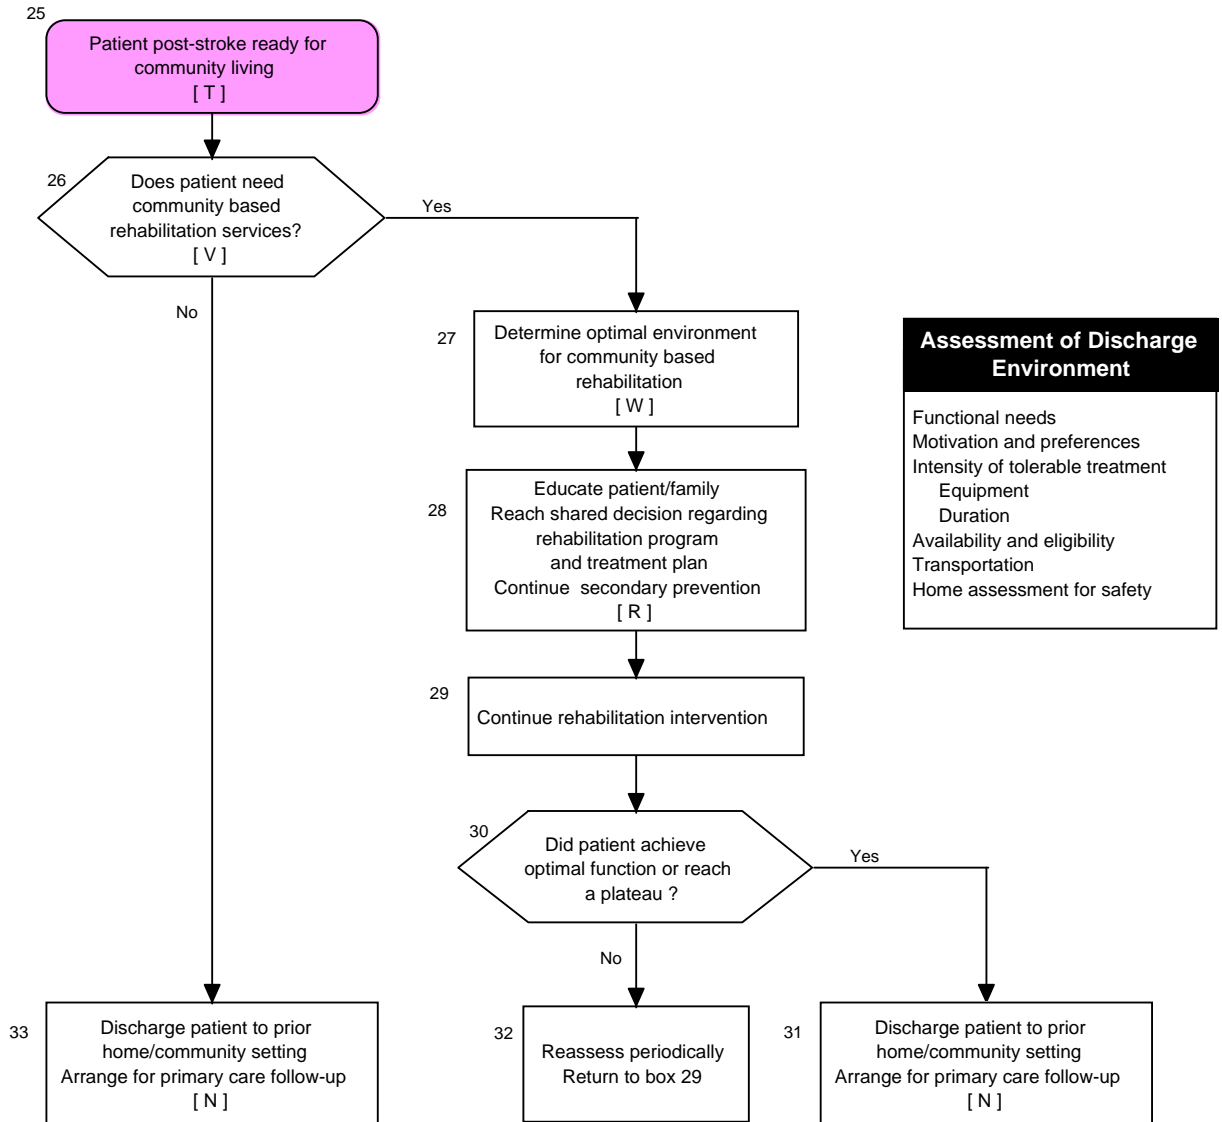 25
Patient post-stroke ready for
community living
[ T ]
26
Does patient need
community based
rehabilitation services?
[ V ]
Yes
No
27
Determine optimal environment
for community based
rehabilitation
[ W ]
Assessment of Discharge
Environment
Functional needs
Motivation and preferences
Intensity of tolerable treatment
Equipment
Duration
Availability and eligibility
Transportation
Home assessment for safety
28
Educate patient/family
Reach shared decision regarding
rehabilitation program
and treatment plan
Continue secondary prevention
[ R ]
29
Continue rehabilitation intervention
30
Did patient achieve
optimal function or reach
a plateau ?
Yes
No
33
Discharge patient to prior
home/community setting
Arrange for primary care follow-up
[ N ]
32
Reassess periodically
Return to box 29
31
Discharge patient to prior
home/community setting
Arrange for primary care follow-up
[ N ]